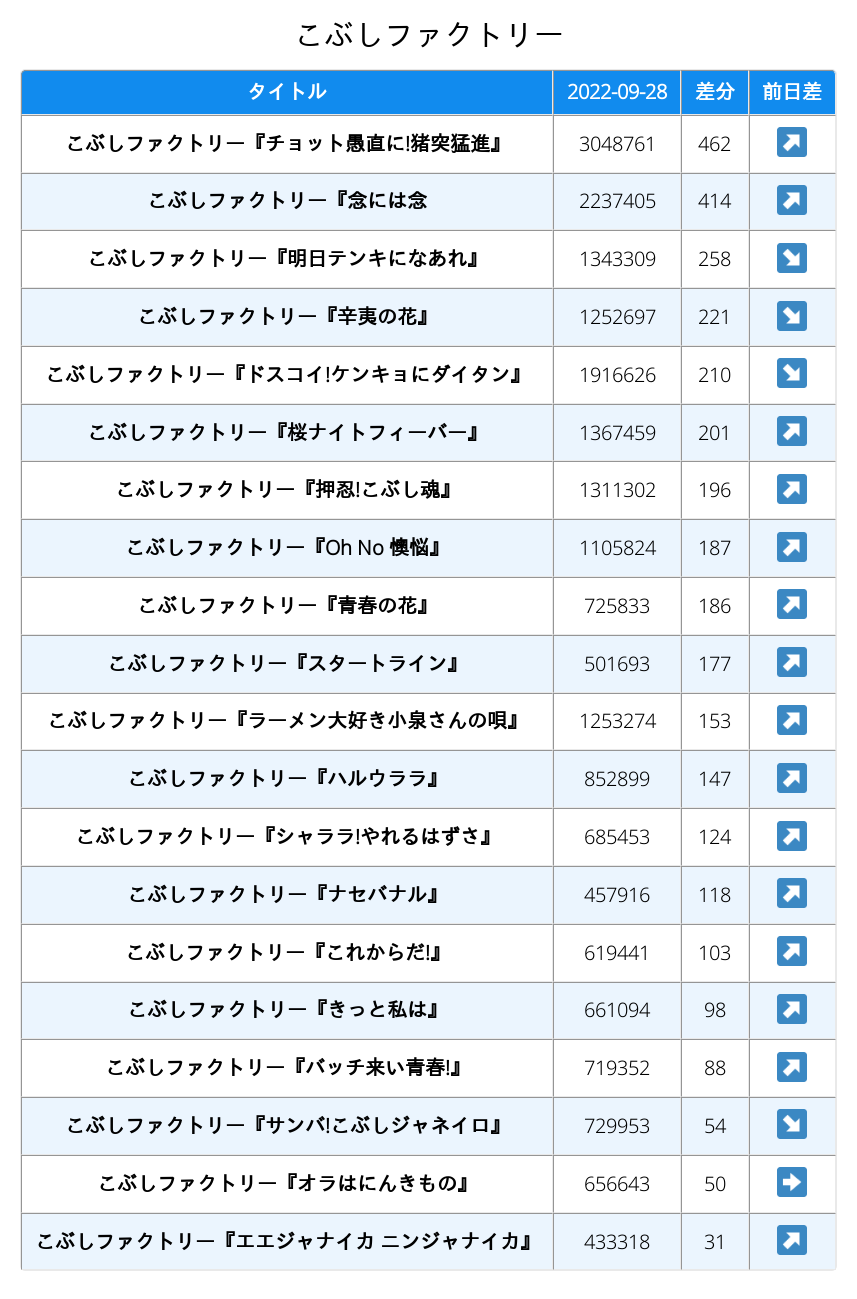 こぶしファクトリー
タイトル 2022-09-28 差分 前日差
こぶしファクトリー『チョット愚直に!猪突猛進』 3048761 462
こぶしファクトリー『念には念 2237405 414
こぶしファクトリー『明日テンキになあれ』 1343309 258
こぶしファクトリー『辛夷の花』 1252697 221
こぶしファクトリー『ドスコイ!ケンキョにダイタン』 1916626 210
こぶしファクトリー『桜ナイトフィーバー』 1367459 201
こぶしファクトリー『押忍!こぶし魂』 1311302 196
こぶしファクトリー『Oh No 懊悩』 1105824 187
こぶしファクトリー『青春の花』 725833 186
こぶしファクトリー『スタートライン』 501693 177
こぶしファクトリー『ラーメン大好き小泉さんの唄』 1253274 153
こぶしファクトリー『ハルウララ』 852899 147
こぶしファクトリー『シャララ!やれるはずさ』 685453 124
こぶしファクトリー『ナセバナル』 457916 118
こぶしファクトリー『これからだ!』 619441 103
こぶしファクトリー『きっと私は』 661094 98
こぶしファクトリー『バッチ来い青春!』 719352 88
こぶしファクトリー『サンバ!こぶしジャネイロ』 729953 54
こぶしファクトリー『オラはにんきもの』 656643 50
こぶしファクトリー『エエジャナイカ ニンジャナイカ』 433318 31